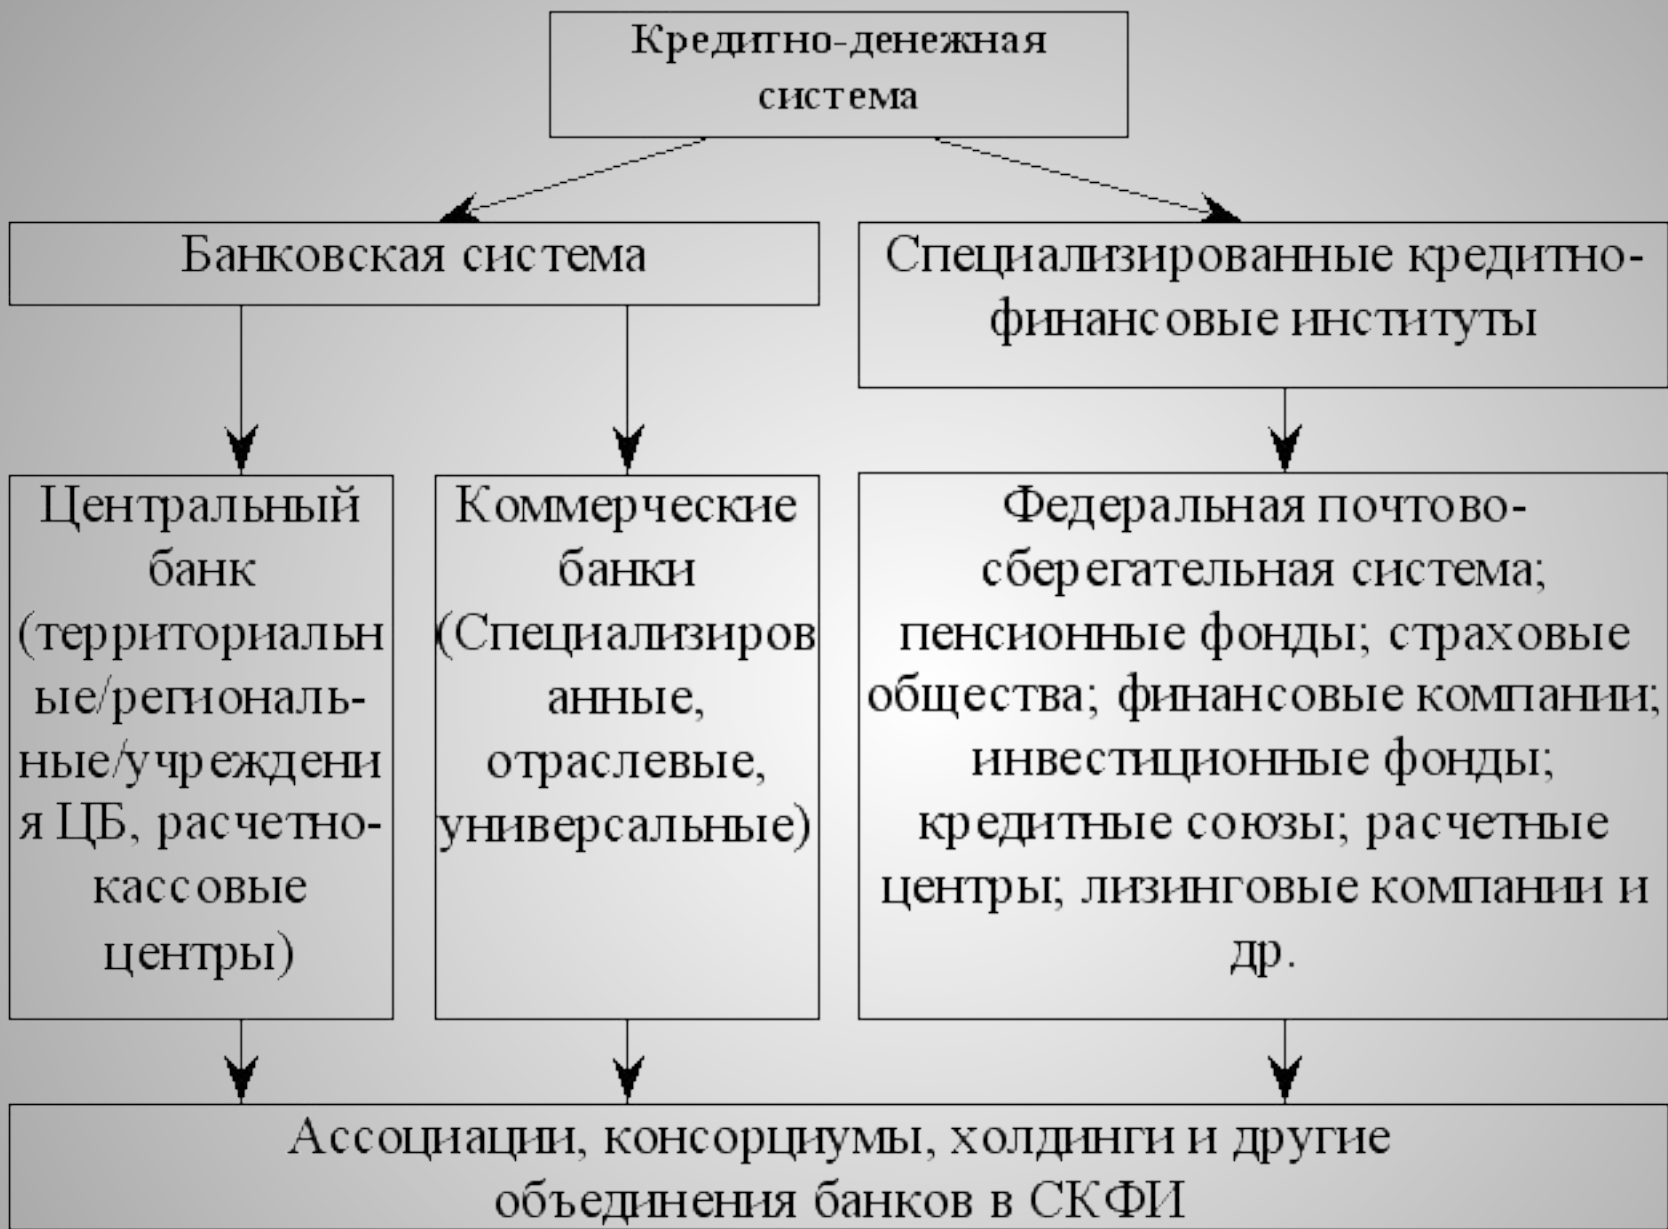 Кредитно-денежная
система
Банковская система
Специализированные кредитно-
финансовые институты
Центральный
банк
(территориальн
ые/региональ-
ные/учреждени
я ЦБ, расчетно-
кассовые
центры)
Коммерческие
банки
(Специализиров
анные,
отраслевые,
универсальные)
Федеральная почтово-
сберегательная система;
пенсионные фонды; страховые
общества; финансовые компании;
инвестиционные фонды;
кредитные союзы; расчетные
центры; лизинговые компании и
др.
Ассоциации, консорциумы, холдинги и другие
объединения банков в СКФИ